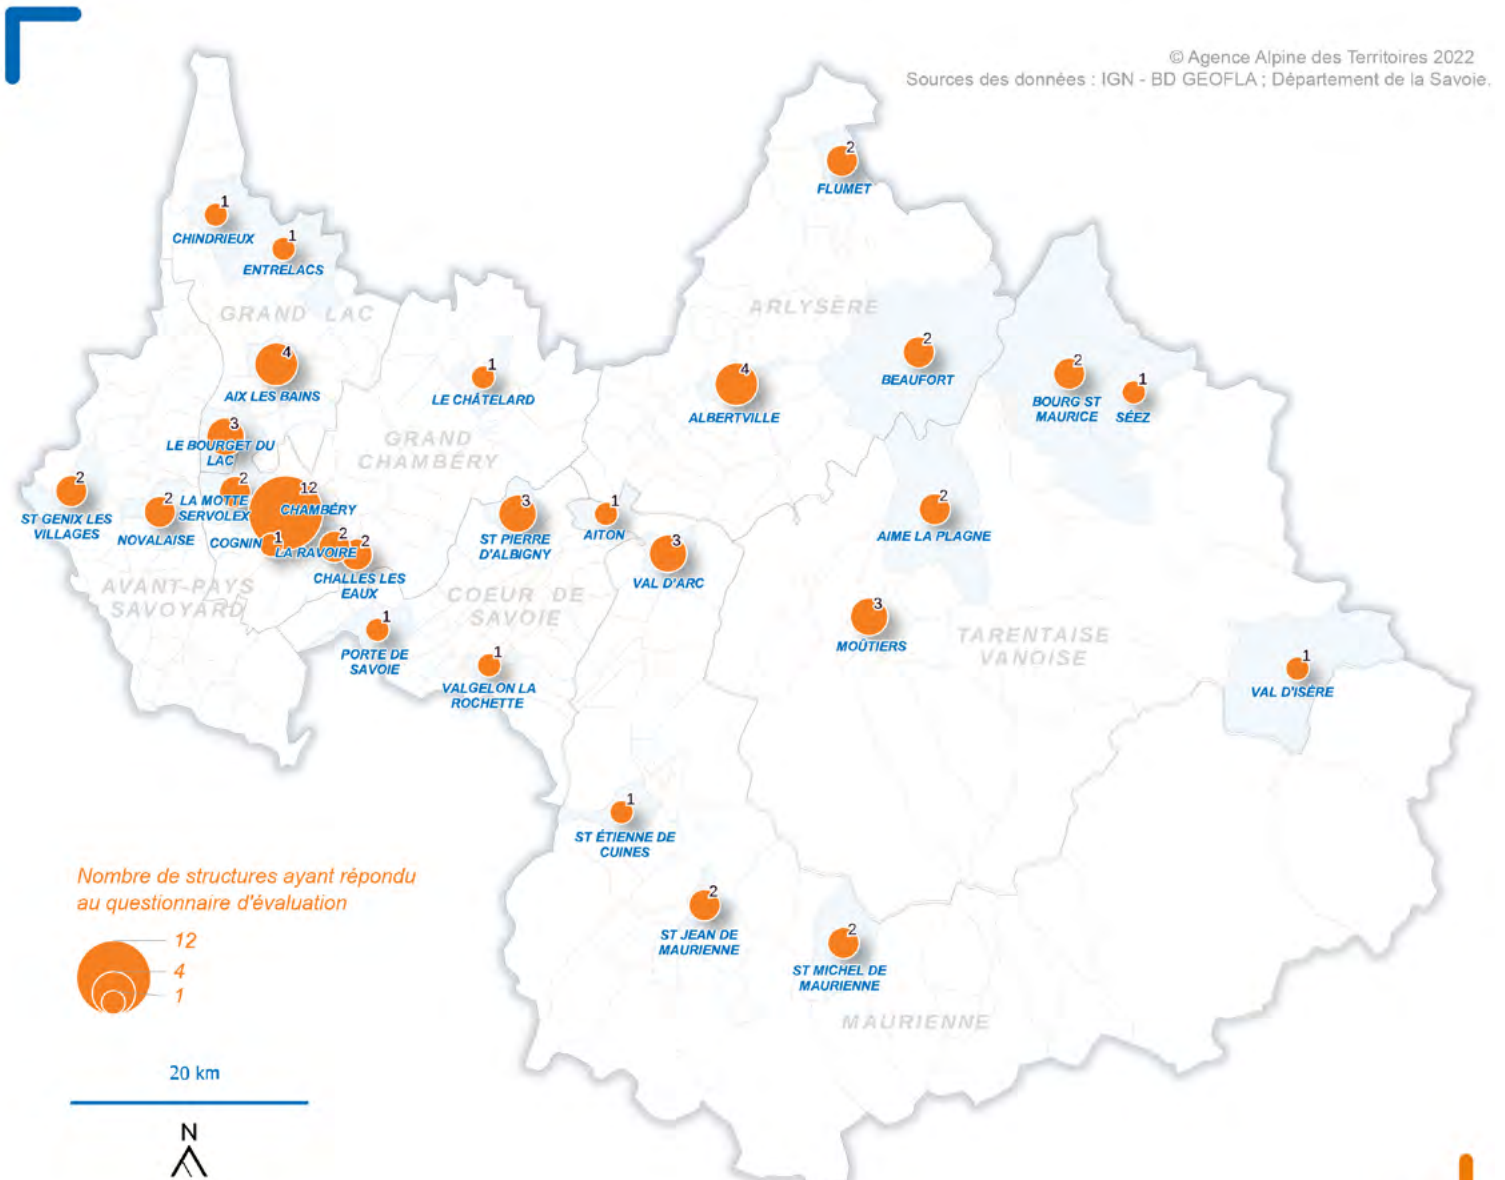 © Agence Alpine des Territoires 2022
Sources des données : IGN - BD GEOFLA ; Département de la Savoie.
2
FLUMET
1
CHINDRIEUX
1
ENTRELACS
GRAND LAC
ARLYSÈRE
4
AIX LES BAINS
1
LE CHÂTELARD
4
ALBERTVILLE
2
BEAUFORT
2
BOURG ST
MAURICE
1
SÉEZ
3
LE BOURGET DU
LAC
GRAND
CHAMBÉRY
2
ST GENIX LES
VILLAGES
2
NOVALAISE
2
LA MOTTE
SERVOLEX
12
CHAMBÉRY
1
COGNIN
2
LA RAVOIRE
2
CHALLES LES
EAUX
3
ST PIERRE
D'ALBIGNY
1
AITON
3
VAL D'ARC
2
AIME LA PLAGNE
AVANT-PAYS
SAVOYARD
COEUR DE
SAVOIE
1
PORTE DE
SAVOIE
1
VALGELON LA
ROCHETTE
3
MOÛTIERS
TARENTAISE
VANOISE
1
VAL D'ISÈRE
1
ST ÉTIENNE DE
CUINES
2
ST JEAN DE
MAURIENNE
2
ST MICHEL DE
MAURIENNE
MAURIENNE
Nombre de structures ayant répondu
au questionnaire d'évaluation
12
4
1
20 km
N